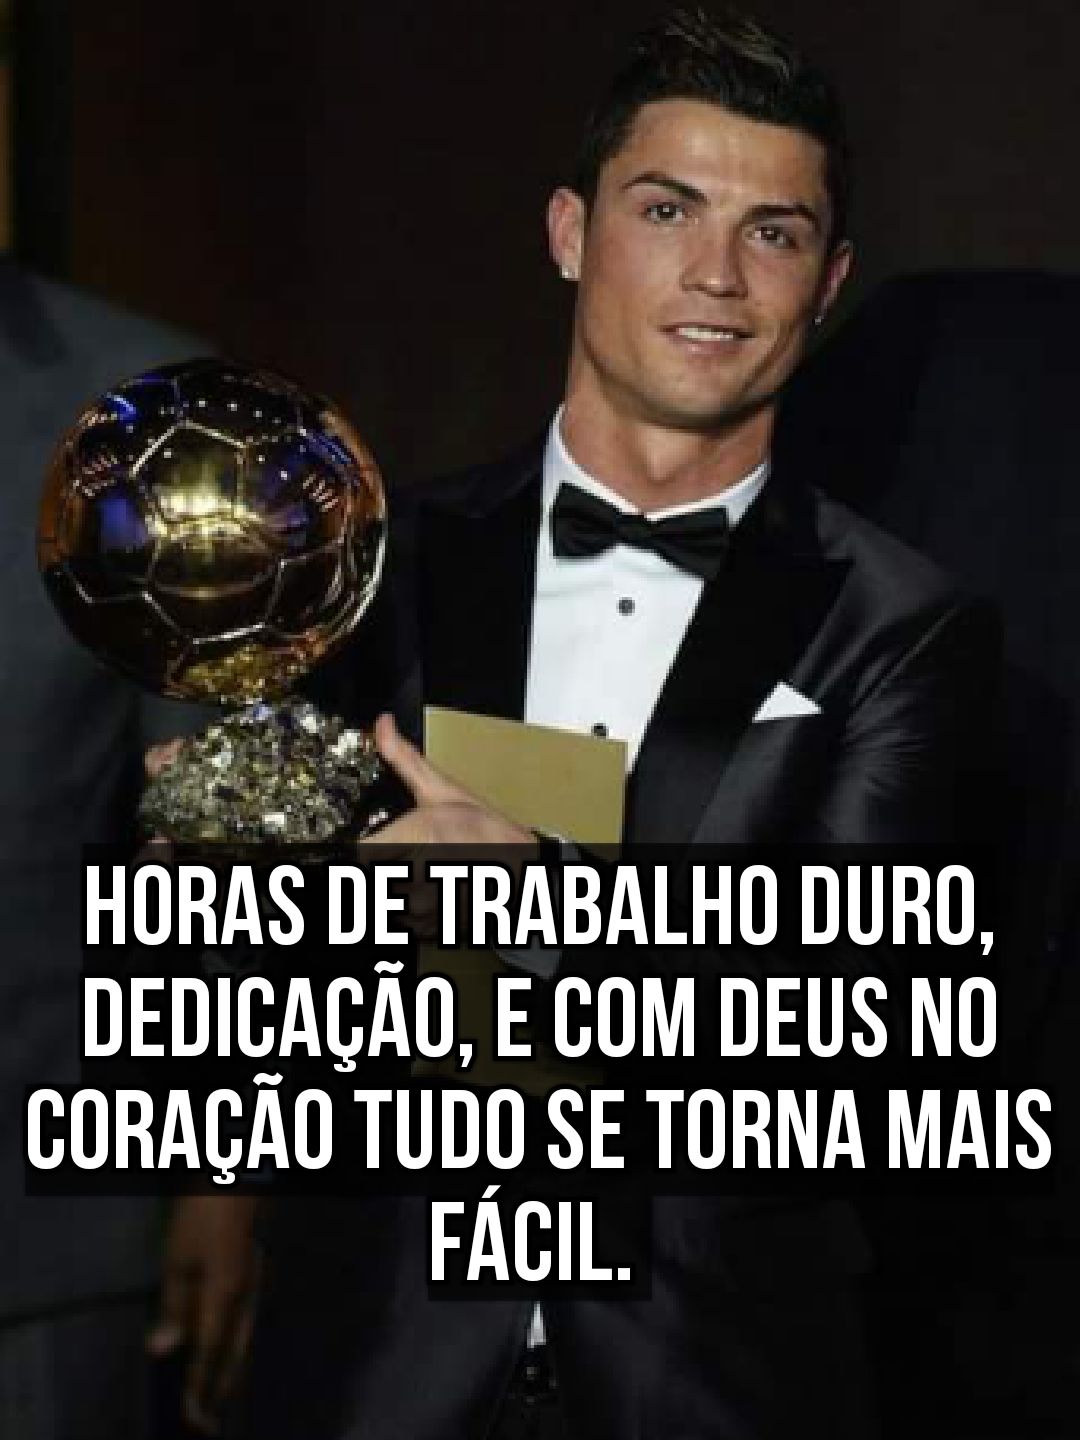 HORAS DE TRABALHO DURO,
DEDICAÇÃO, E COM DEUS NO
CORAÇÃO TUDO SE TORNA MAIS
FÁCIL.